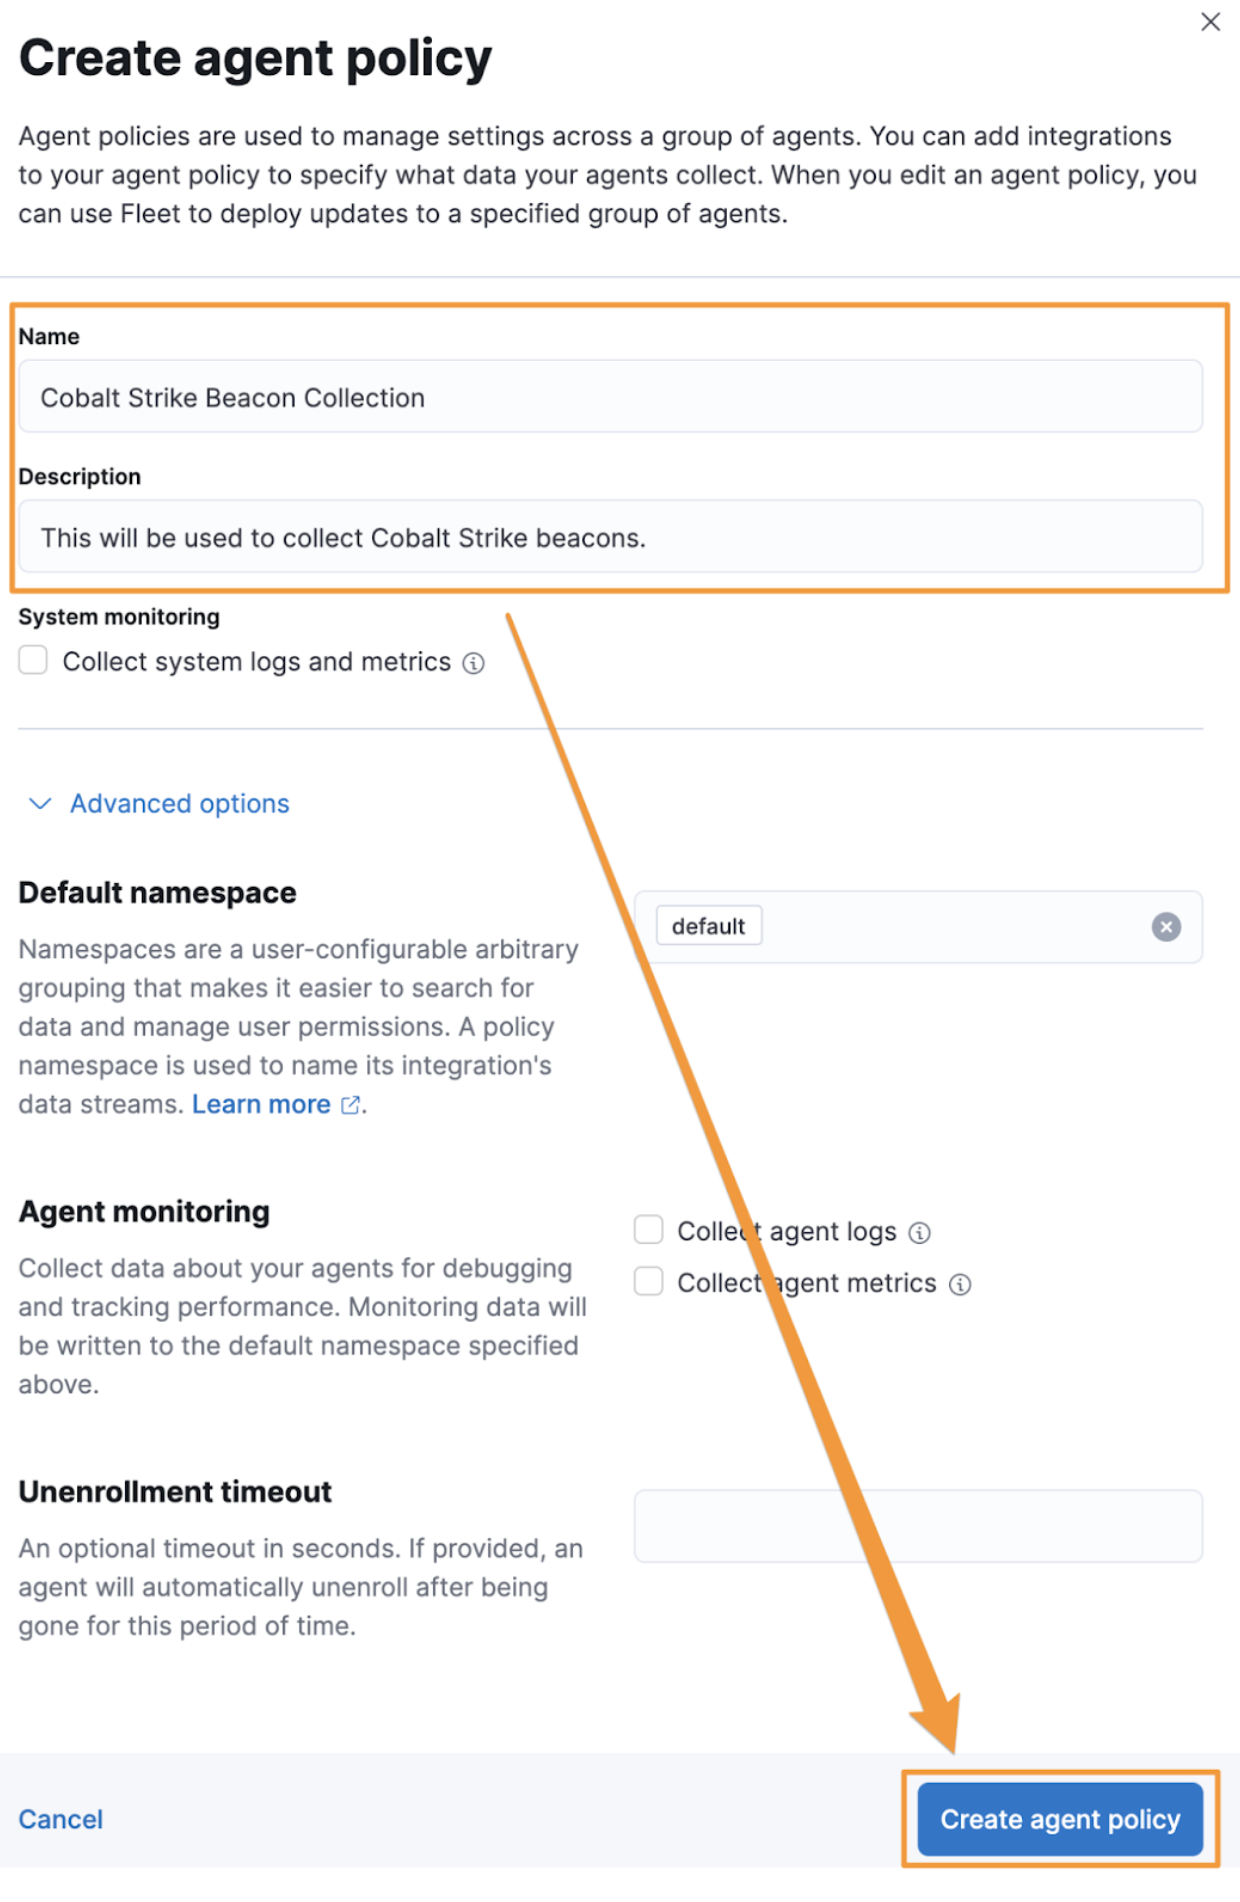 Create agent policy
Agent policies are used to manage settings across a group of agents. You can add integrations
to your agent policy to specify what data your agents collect. When you edit an agent policy, you
can use Fleet to deploy updates to a specified group of agents.
Name
Cobalt Strike Beacon Collection
Description
This will be used to collect Cobalt Strike beacons.
System monitoring
Collect system logs and metrics
Advanced options
Default namespace
default
Namespaces are a user-configurable arbitrary
grouping that makes it easier to search for
data and manage user permissions. A policy
namespace is used to name its integration's
data streams. Learn more.
Agent monitoring
Collect agent logs
Collect agent metrics
Collect data about your agents for debugging
and tracking performance. Monitoring data will
be written to the default namespace specified
above.
Unenrollment timeout
An optional timeout in seconds. If provided, an
agent will automatically unenroll after being
gone for this period of time.
Cancel
Create agent policy